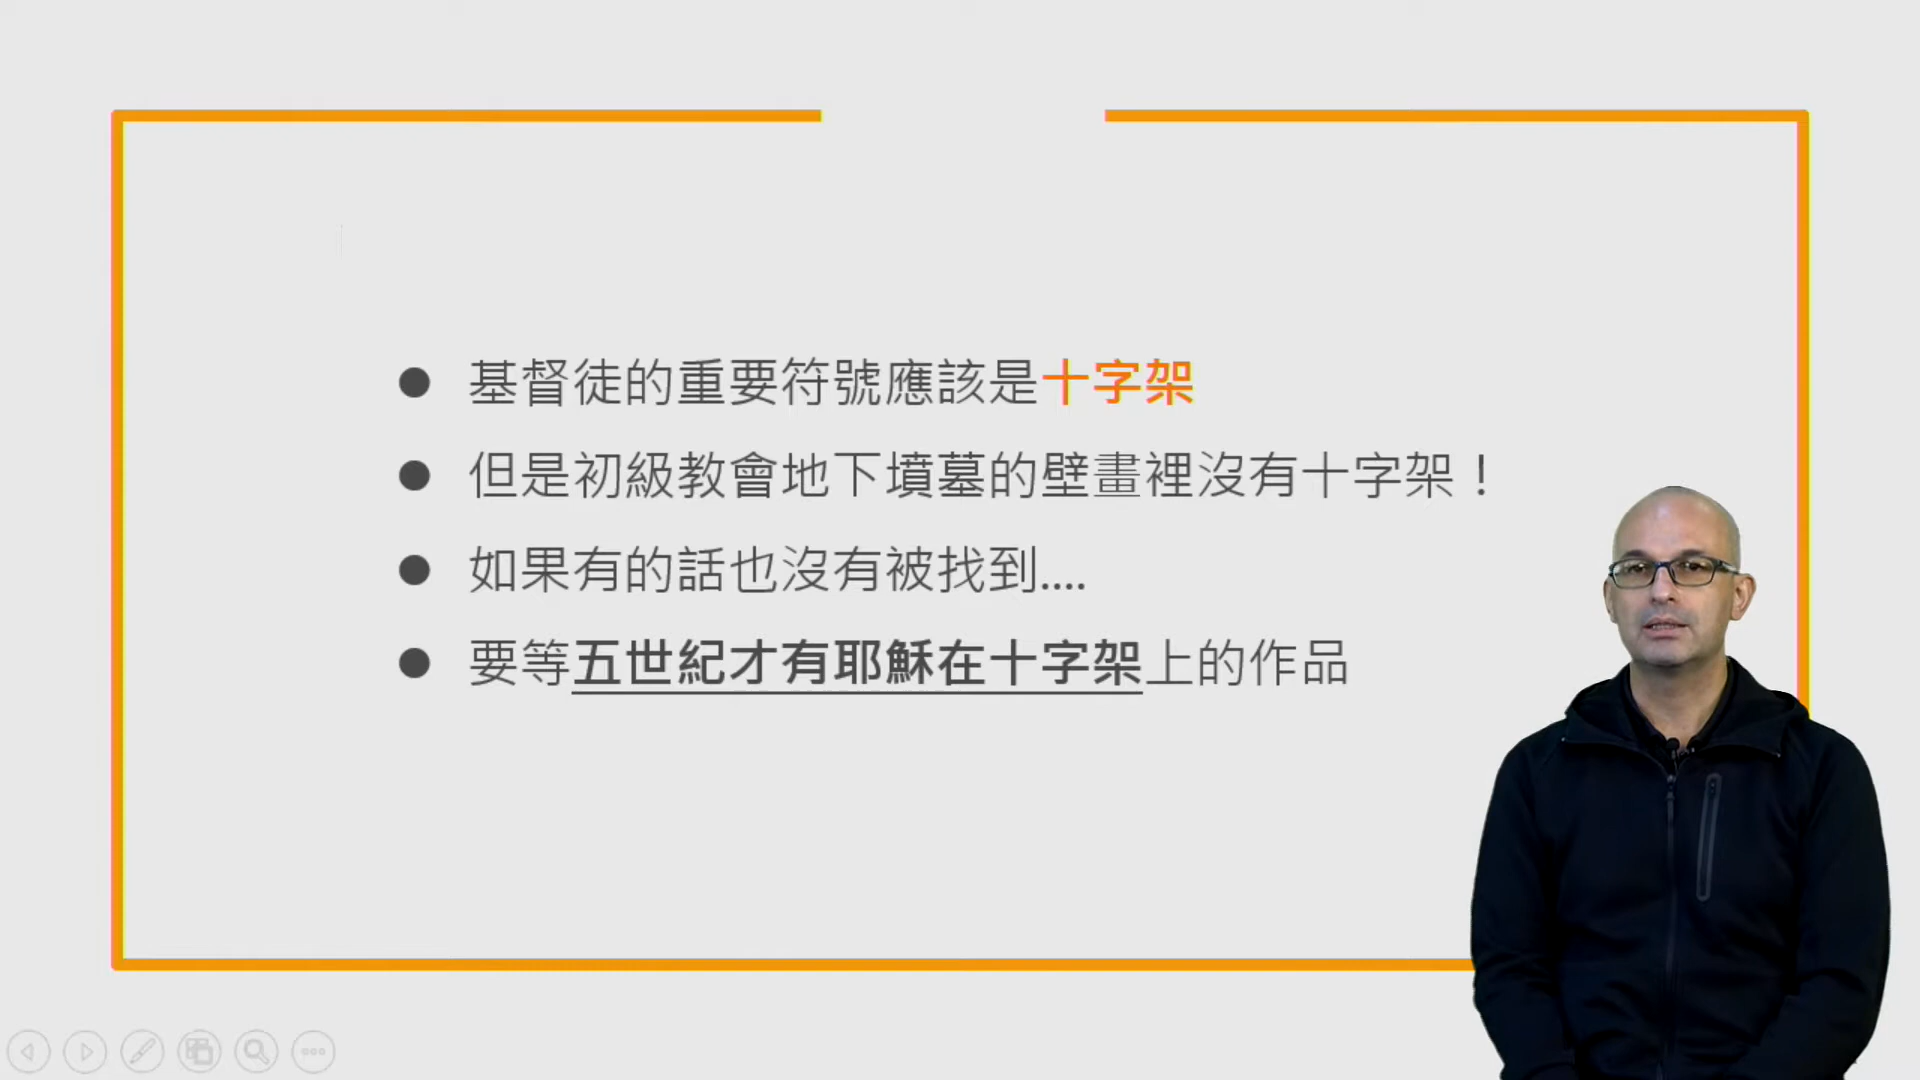 基督徒的重要符號應該是十字架
但是初級教會地下墳墓的壁畫裡沒有十字架！
如果有的話也沒有被找到....
要等五世紀才有耶穌在十字架上的作品